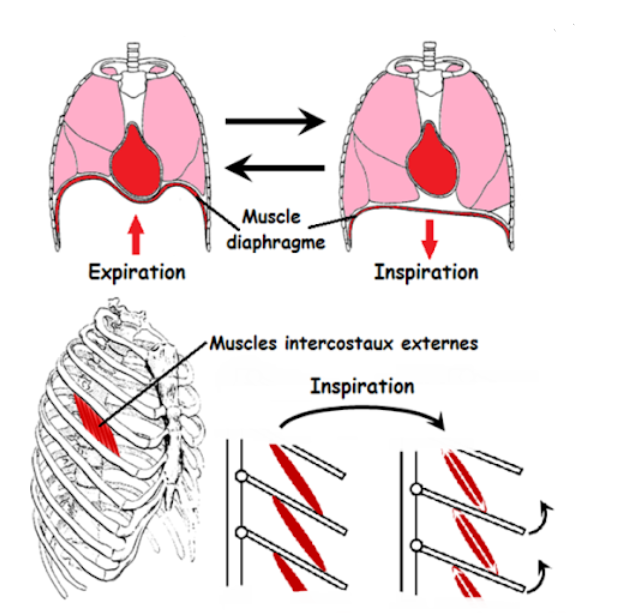 Muscle
diaphragme
Expiration
Inspiration
Muscles intercostaux externes
Inspiration